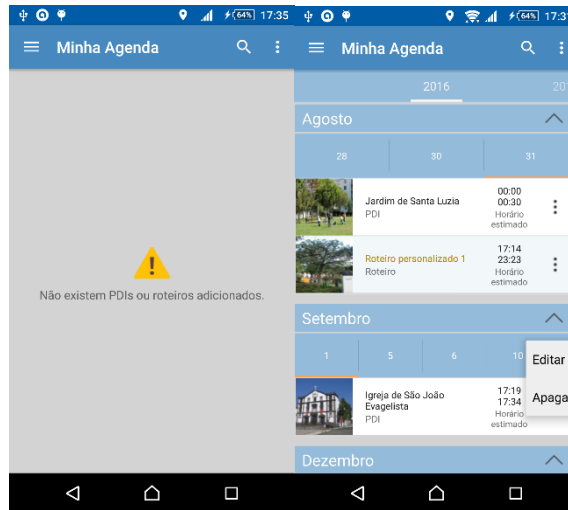 64% 17:35
Minha Agenda
Não existem PDIs ou roteiros adicionados.
64% 17:3
Minha Agenda
2016
20
Agosto
28 30 31
Jardim de Santa Luzia
PDI
00:00
00:30
Horário
estimado
Roteiro personalizado 1
Roteiro
17:14
23:23
Horário
estimado
Setembro
1 5 6 10
Editar
Apaga
Igreja de São João
Evagelista
PDI
17:19
17:34
Horário
estimado
Dezembro